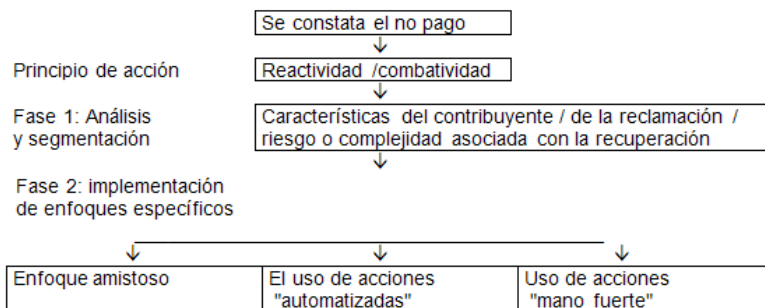 Se constata el no pago
Principio de acción
Reactividad /combatividad
Fase 1: Análisis
y segmentación
Características del contribuyente / de la reclamación /
riesgo o complejidad asociada con la recuperación
Fase 2: implementación
de enfoques específicos
Enfoque amistoso
El uso de acciones
"automatizadas"
Uso de acciones
"mano fuerte"